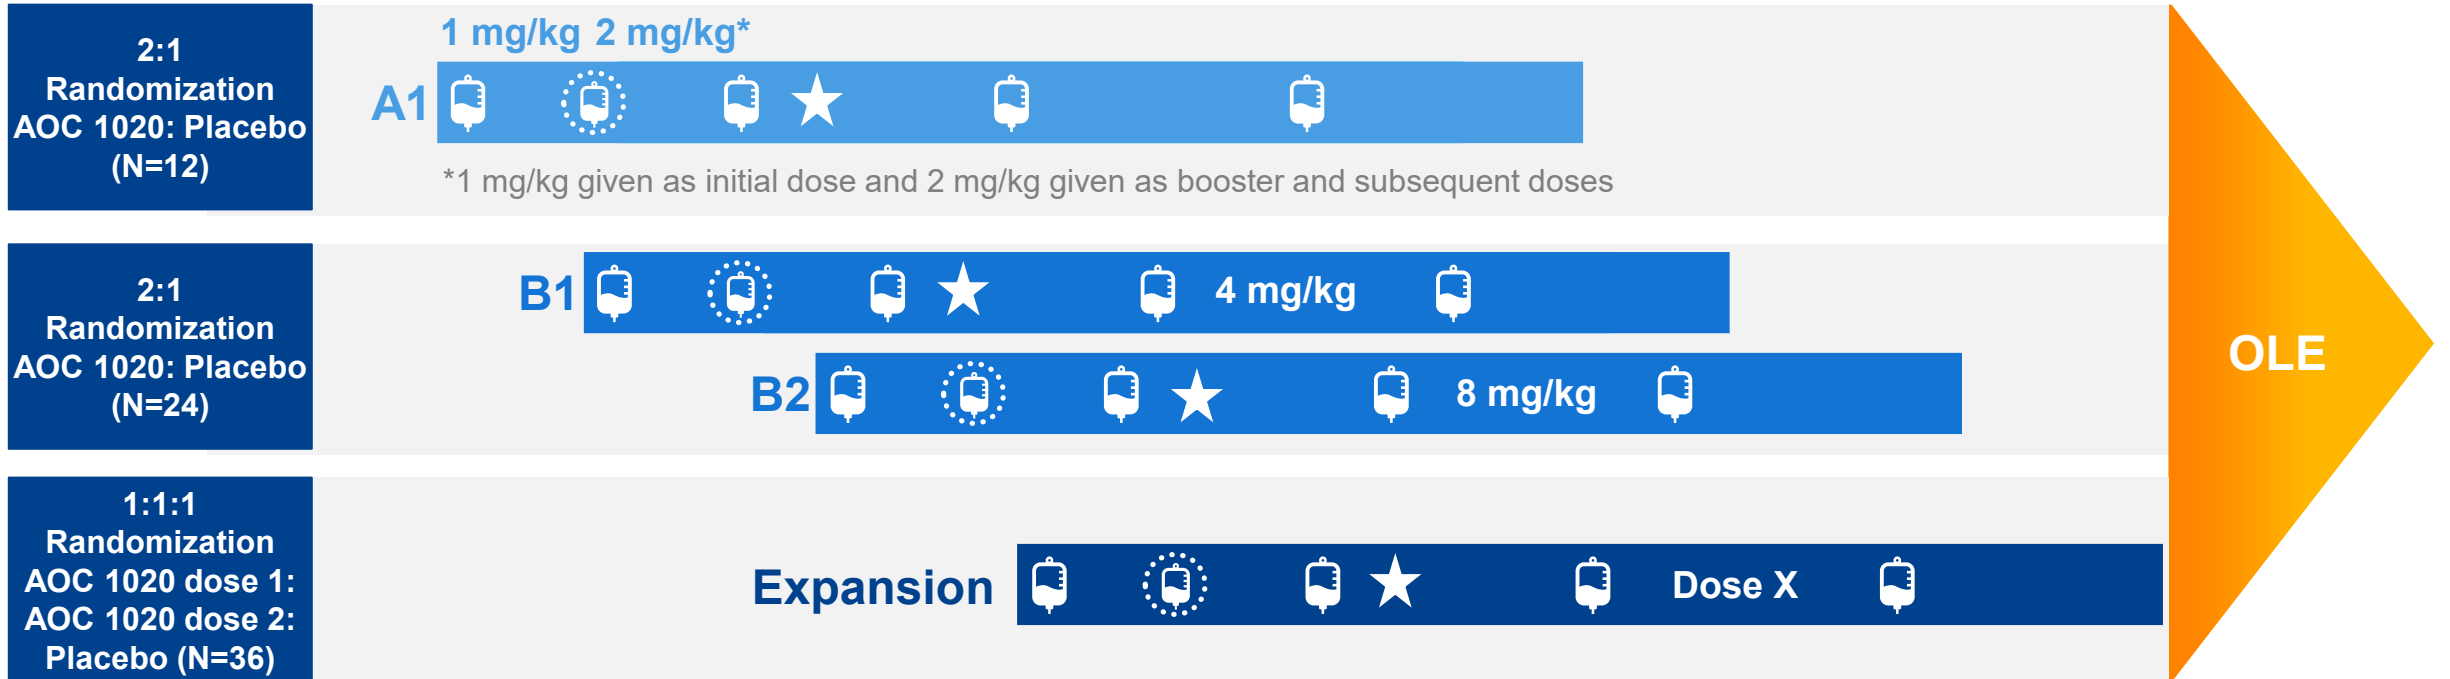 2:1
Randomization
AOC 1020: Placebo
(N=12)
1 mg/kg 2 mg/kg*
A1
*1 mg/kg given as initial dose and 2 mg/kg given as booster and subsequent doses
2:1
Randomization
AOC 1020: Placebo
(N=24)
B1
4 mg/kg
B2
8 mg/kg
1:1:1
Randomization
AOC 1020 dose 1:
AOC 1020 dose 2:
Placebo (N=36)
Expansion
Dose X
OLE